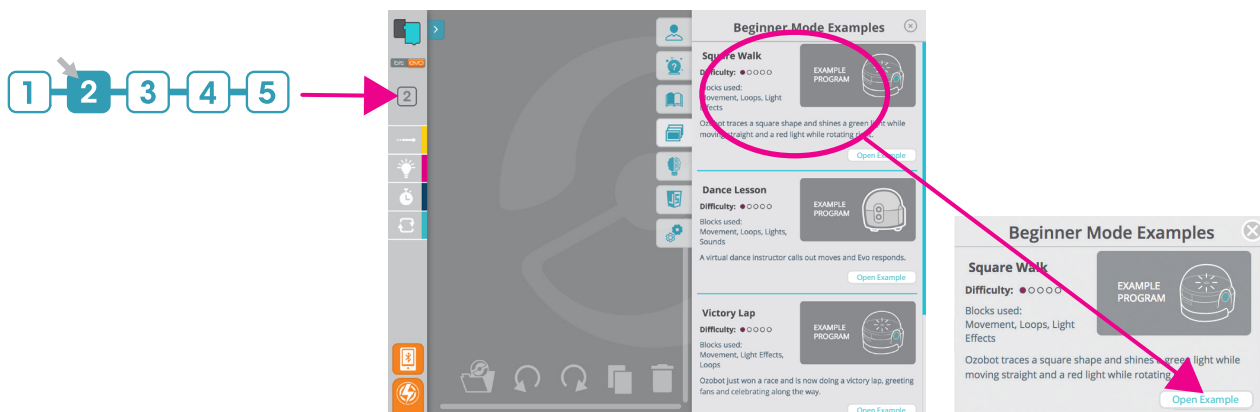 1 2 3 4 5
bit evo
2
Beginner Mode Examples
Square Walk
Difficulty:
Blocks used:
Movement, Loops, Light
Effects
EXAMPLE
PROGRAM
Ozobot traces a square shape and shines a green light while
moving straight and a red light while rotating right.
Open Example
Dance Lesson
Difficulty:
Blocks used:
Movement, Loops, Lights,
Sounds
EXAMPLE
PROGRAM
A virtual dance instructor calls out moves and Evo responds.
Open Example
Victory Lap
Difficulty:
Blocks used:
Movement, Light Effects,
Loops
EXAMPLE
PROGRAM
Ozobot just won a race and is now doing a victory lap, greeting
fans and celebrating along the way.
Open Example
JS
Beginner Mode Examples
Square Walk
Difficulty:
Blocks used:
Movement, Loops, Light
Effects
EXAMPLE
PROGRAM
Ozobot traces a square shape and shines a green light while
moving straight and a red light while rotating
Open Example